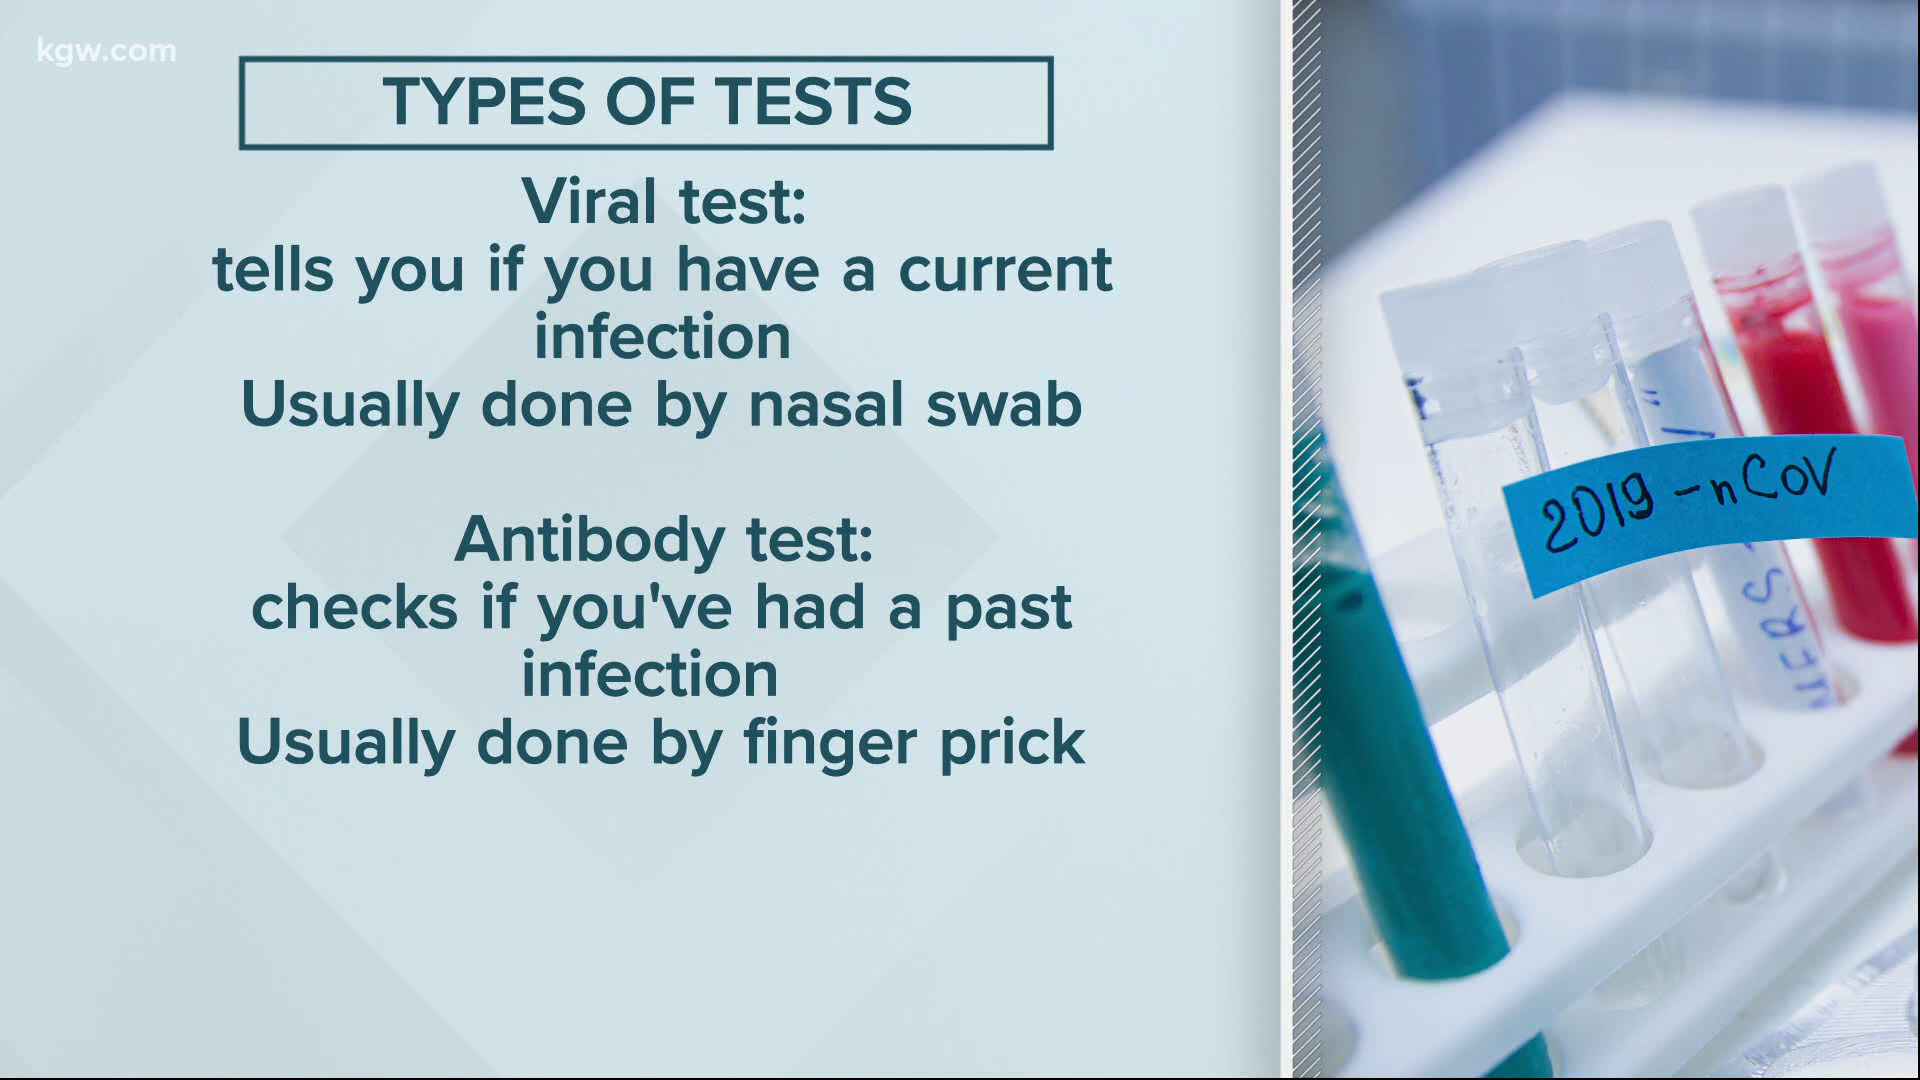 kgw.com
TYPES OF TESTS
Viral test:
tells you if you have a current
infection
Usually done by nasal swab
Antibody test:
checks if you've had a past
infection
Usually done by finger prick
2019-nCoV
MERS-